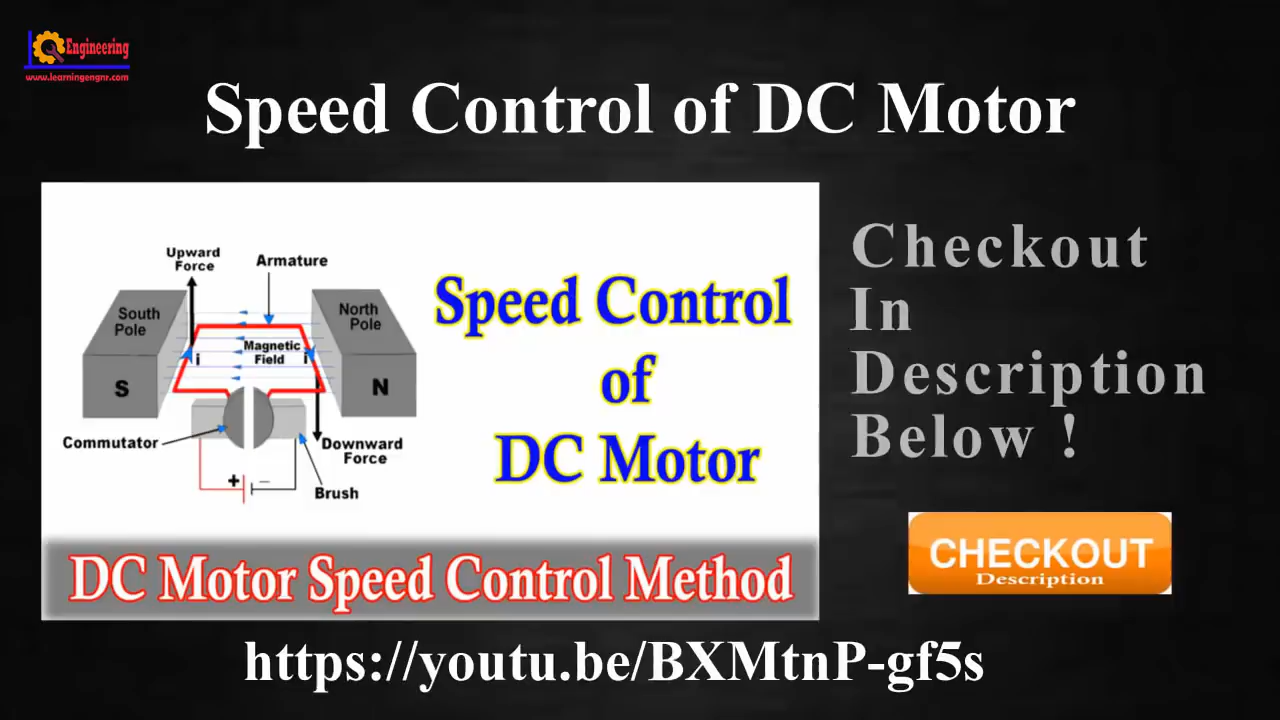 Engineering
www.learningengnr.com
Speed Control of DC Motor
Upward
Force
Armature
South
Pole
North
Pole
Magnetic
Field
i
i
S
N
Commutator
Downward
Force
+
−
Brush
Speed Control
of
DC Motor
DC Motor Speed Control Method
Checkout
In
Description
Below !
CHECKOUT
Description
https://youtu.be/BXMtnP-gf5s